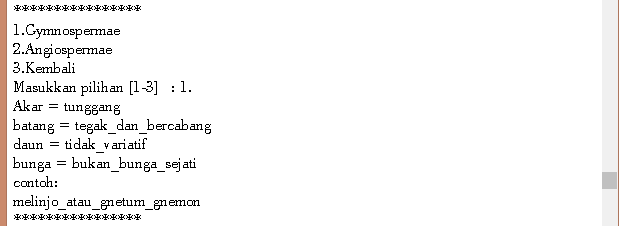 ****************
1.Gymnospermae
2.Angiospermae
3.Kembali
Masukkan pilihan [1-3]  : 1.
Akar = tunggang
batang = tegak_dan_bercabang
daun = tidak_variatif
bunga = bukan_bunga_sejati
contoh:
melinjo_atau_gnetum_gnemon
****************